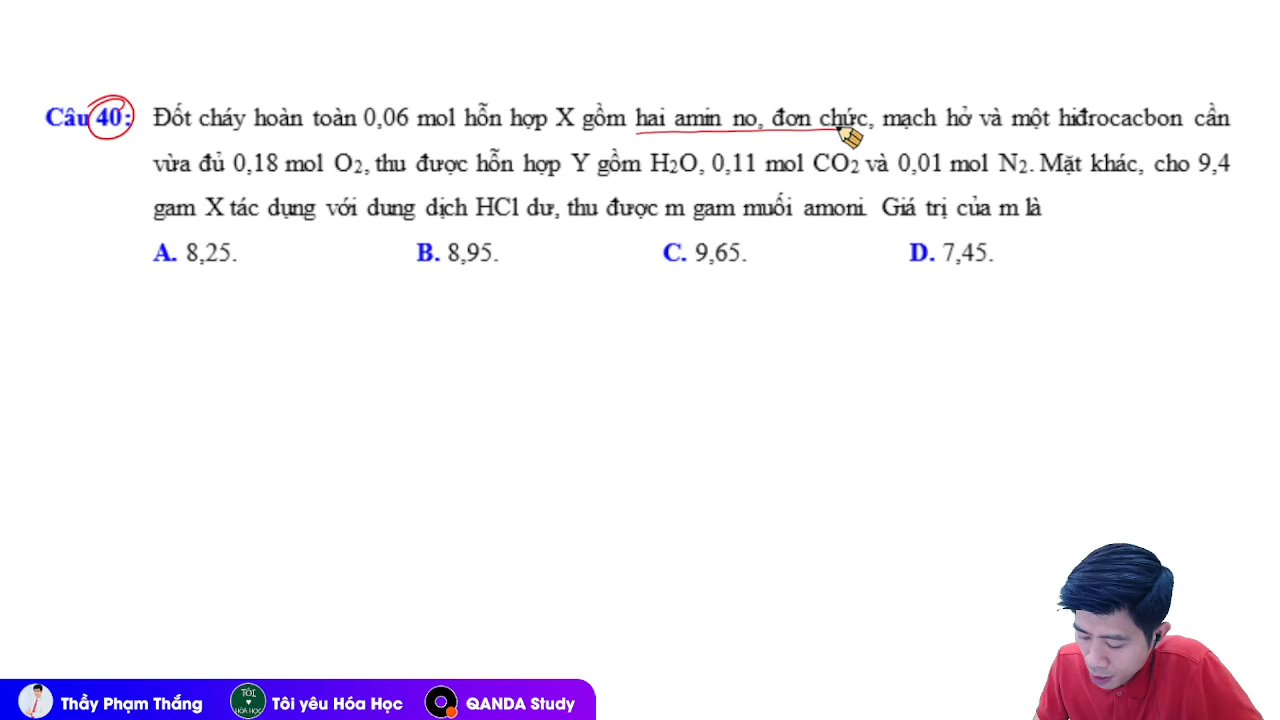 Câu 40: Đốt cháy hoàn toàn 0,06 mol hỗn hợp X gồm hai amin no, đơn chức, mạch hở và một hiđrocacbon cần
vừa đủ 0,18 mol O2, thu được hỗn hợp Y gồm H2O, 0,11 mol CO2 và 0,01 mol N2. Mặt khác, cho 9,4
gam X tác dụng với dung dịch HCl dư, thu được m gam muối amoni. Giá trị của m là
A. 8,25. B. 8,95. C. 9,65. D. 7,45.
Thầy Phạm Thắng TÔI ♥ HÓA HỌC Tôi yêu Hóa Học QANDA Study